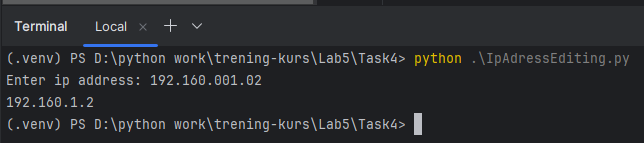 Terminal Local × + ∨
(.venv) PS D:\python work\trening-kurs\Lab5\Task4> python .\IpAdressEditing.py
Enter ip address: 192.160.001.02
192.160.1.2
(.venv) PS D:\python work\trening-kurs\Lab5\Task4>